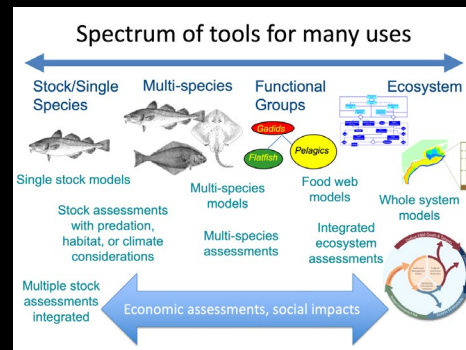 Spectrum of tools for many uses
Stock/Single
Species
Multi-species
Functional
Groups
Ecosystem
Gadids
Flatfish
Pelagics
Single stock models
Stock assessments
with predation,
habitat, or climate
considerations
Multiple stock
assessments
integrated
Multi-species
models
Multi-species
assessments
Food web
models
Integrated
ecosystem
assessments
Whole system
models
Economic assessments, social impacts